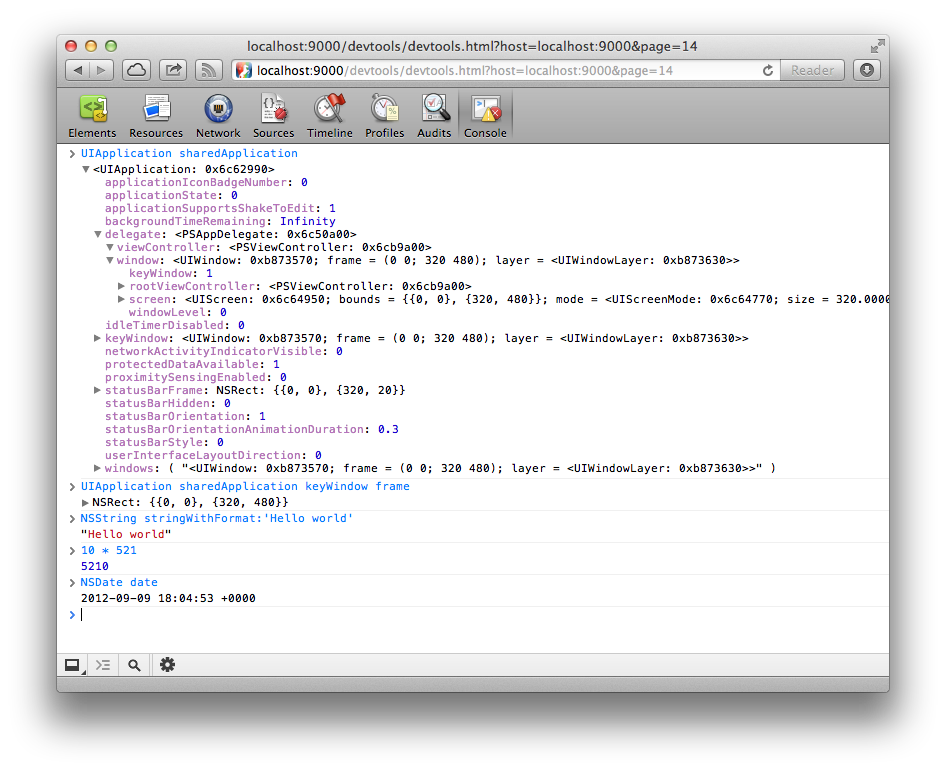 localhost:9000/devtools/devtools.html?host=localhost:9000&page=14
localhost:9000/devtools/devtools.html?host=localhost:9000&page=14 Reader
Elements Resources Network Sources Timeline Profiles Audits Console
UIApplication sharedApplication
<UIApplication: 0x6c62990>
applicationIconBadgeNumber: 0
applicationState: 0
applicationSupportsShakeToEdit: 1
backgroundTimeRemaining: Infinity
delegate: <PSAppDelegate: 0x6c50a00>
viewController: <PSViewController: 0x6cb9a00>
window: <UIWindow: 0xb873570; frame = (0 0; 320 480); layer = <UIWindowLayer: 0xb873630>>
keyWindow: 1
rootViewController: <PSViewController: 0x6cb9a00>
screen: <UIScreen: 0x6c64950; bounds = {{0, 0}, {320, 480}}; mode = <UIScreenMode: 0x6c64770; size = 320.0000
windowLevel: 0
idleTimerDisabled: 0
keyWindow: <UIWindow: 0xb873570; frame = (0 0; 320 480); layer = <UIWindowLayer: 0xb873630>>
networkActivityIndicatorVisible: 0
protectedDataAvailable: 1
proximitySensingEnabled: 0
statusBarFrame: NSRect: {{0, 0}, {320, 20}}
statusBarHidden: 0
statusBarOrientation: 1
statusBarOrientationAnimationDuration: 0.3
statusBarStyle: 0
userInterfaceLayoutDirection: 0
windows: ( "<UIWindow: 0xb873570; frame = (0 0; 320 480); layer = <UIWindowLayer: 0xb873630>>" )
UIApplication sharedApplication keyWindow frame
NSRect: {{0, 0}, {320, 480}}
NSString stringWithFormat:'Hello world'
"Hello world"
10 * 521
5210
NSDate date
2012-09-09 18:04:53 +0000